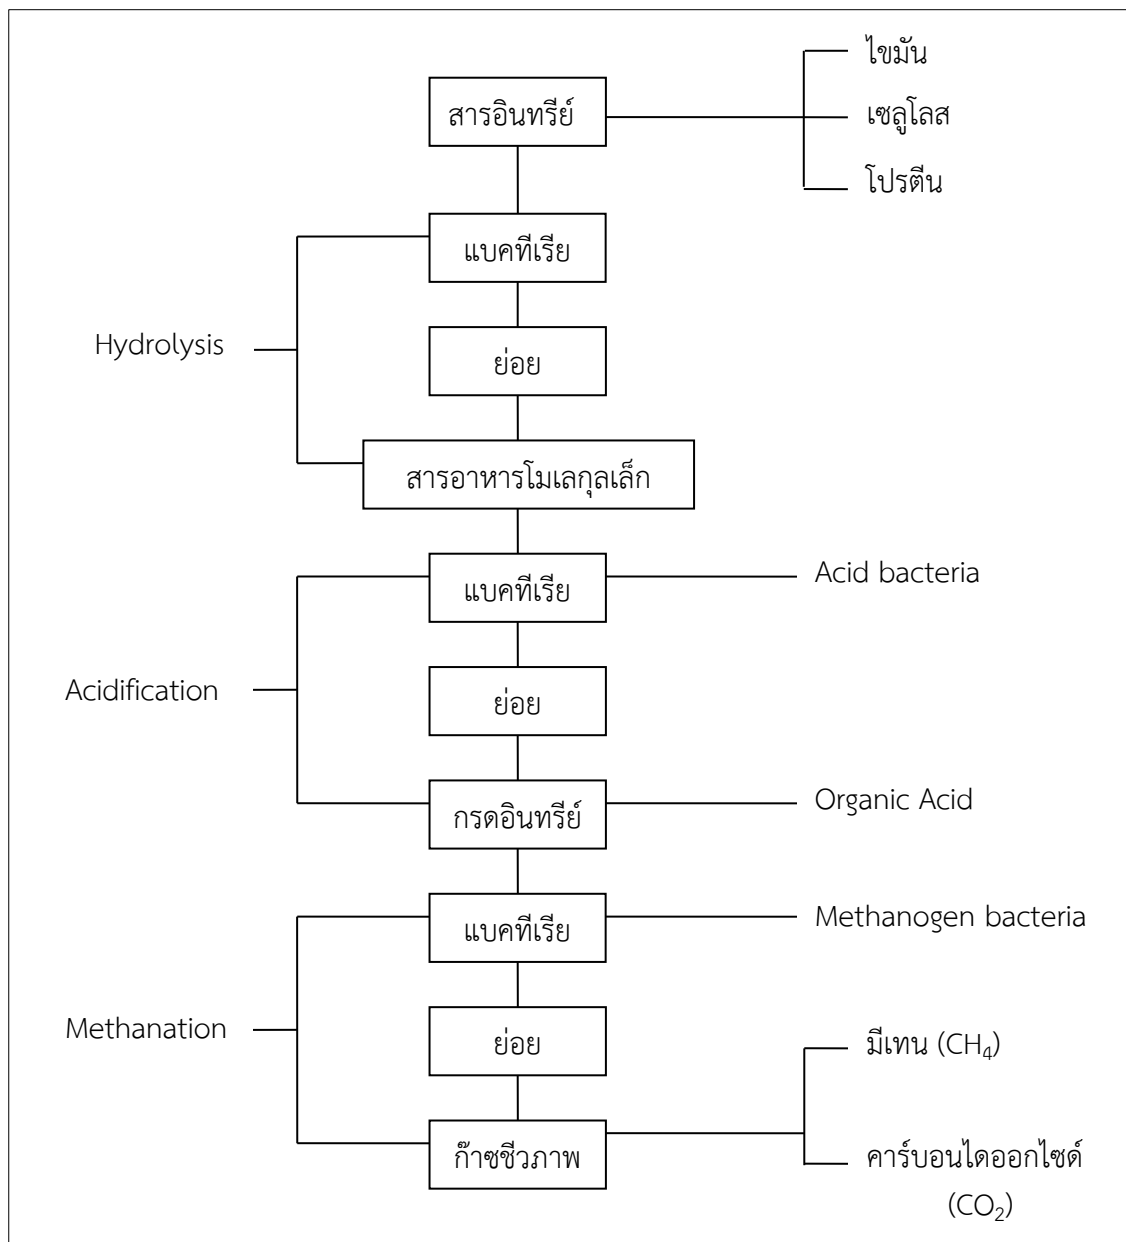 ไขมัน
สารอินทรีย์
เซลูโลส
โปรตีน
แบคทีเรีย
Hydrolysis
ย่อย
สารอาหารโมเลกุลเล็ก
แบคทีเรีย
Acid bacteria
Acidification
ย่อย
กรดอินทรีย์
Organic Acid
แบคทีเรีย
Methanogen bacteria
Methanation
ย่อย
มีเทน (CH₄)
ก๊าซชีวภาพ
คาร์บอนไดออกไซด์
(CO₂)